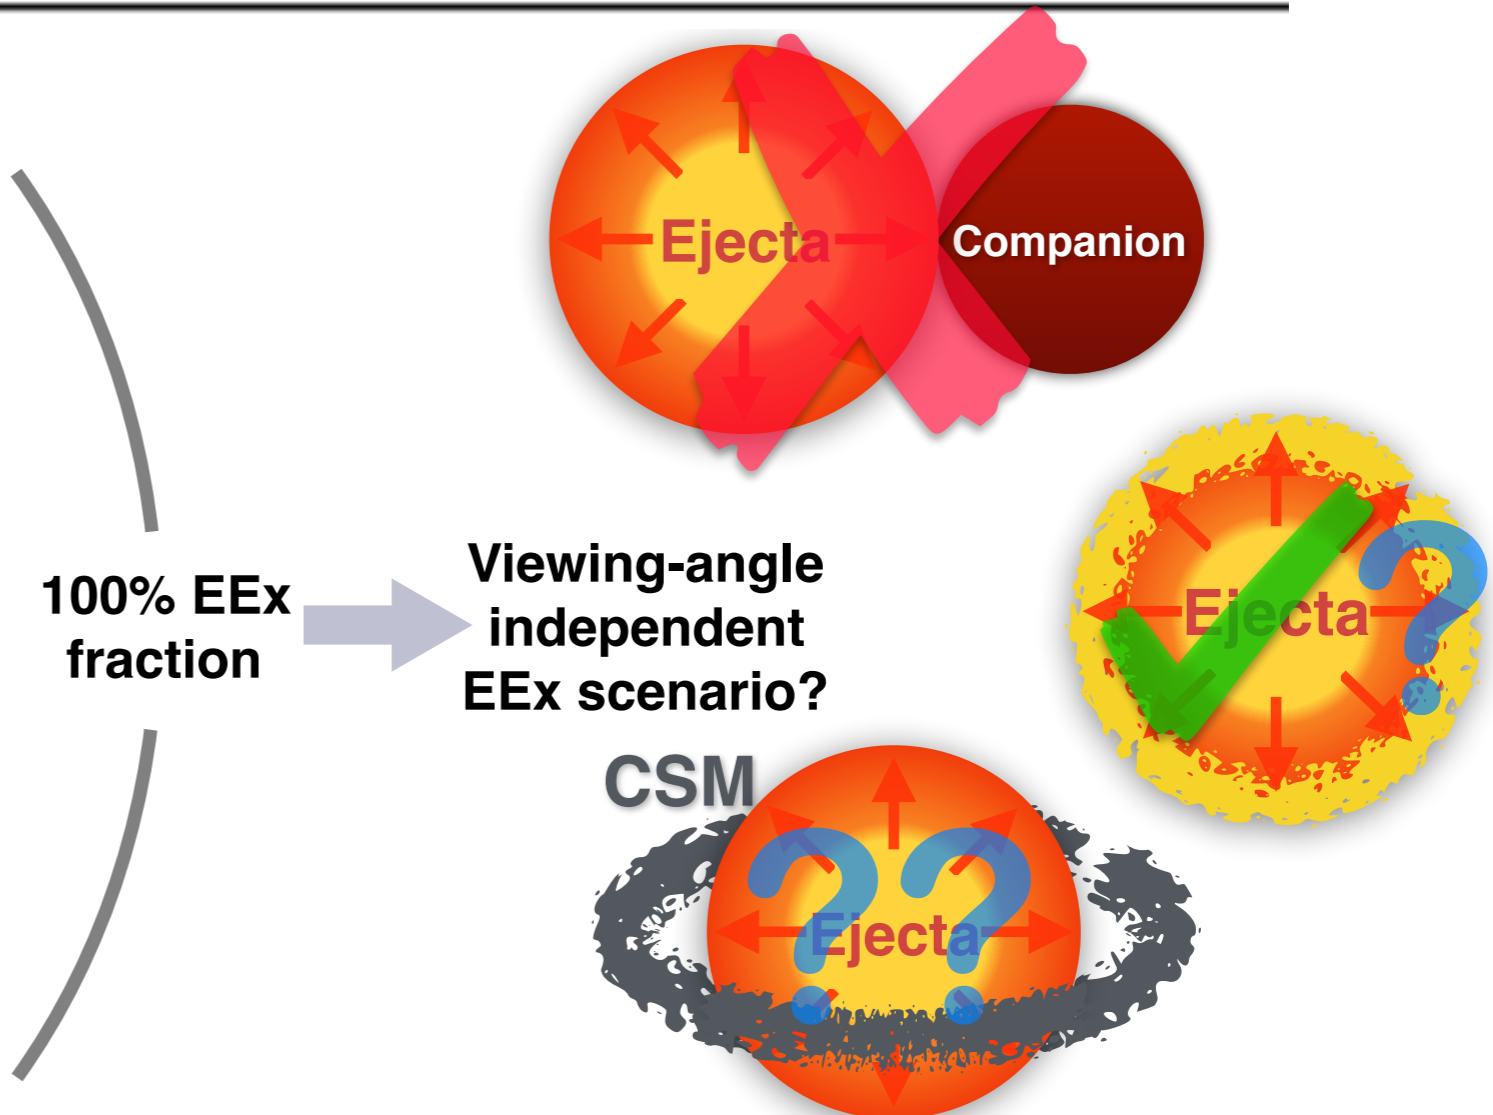 Ejecta
Companion
100% EEx
fraction
Viewing-angle
independent
EEx scenario?
Ejecta
?
CSM
??
Ejecta